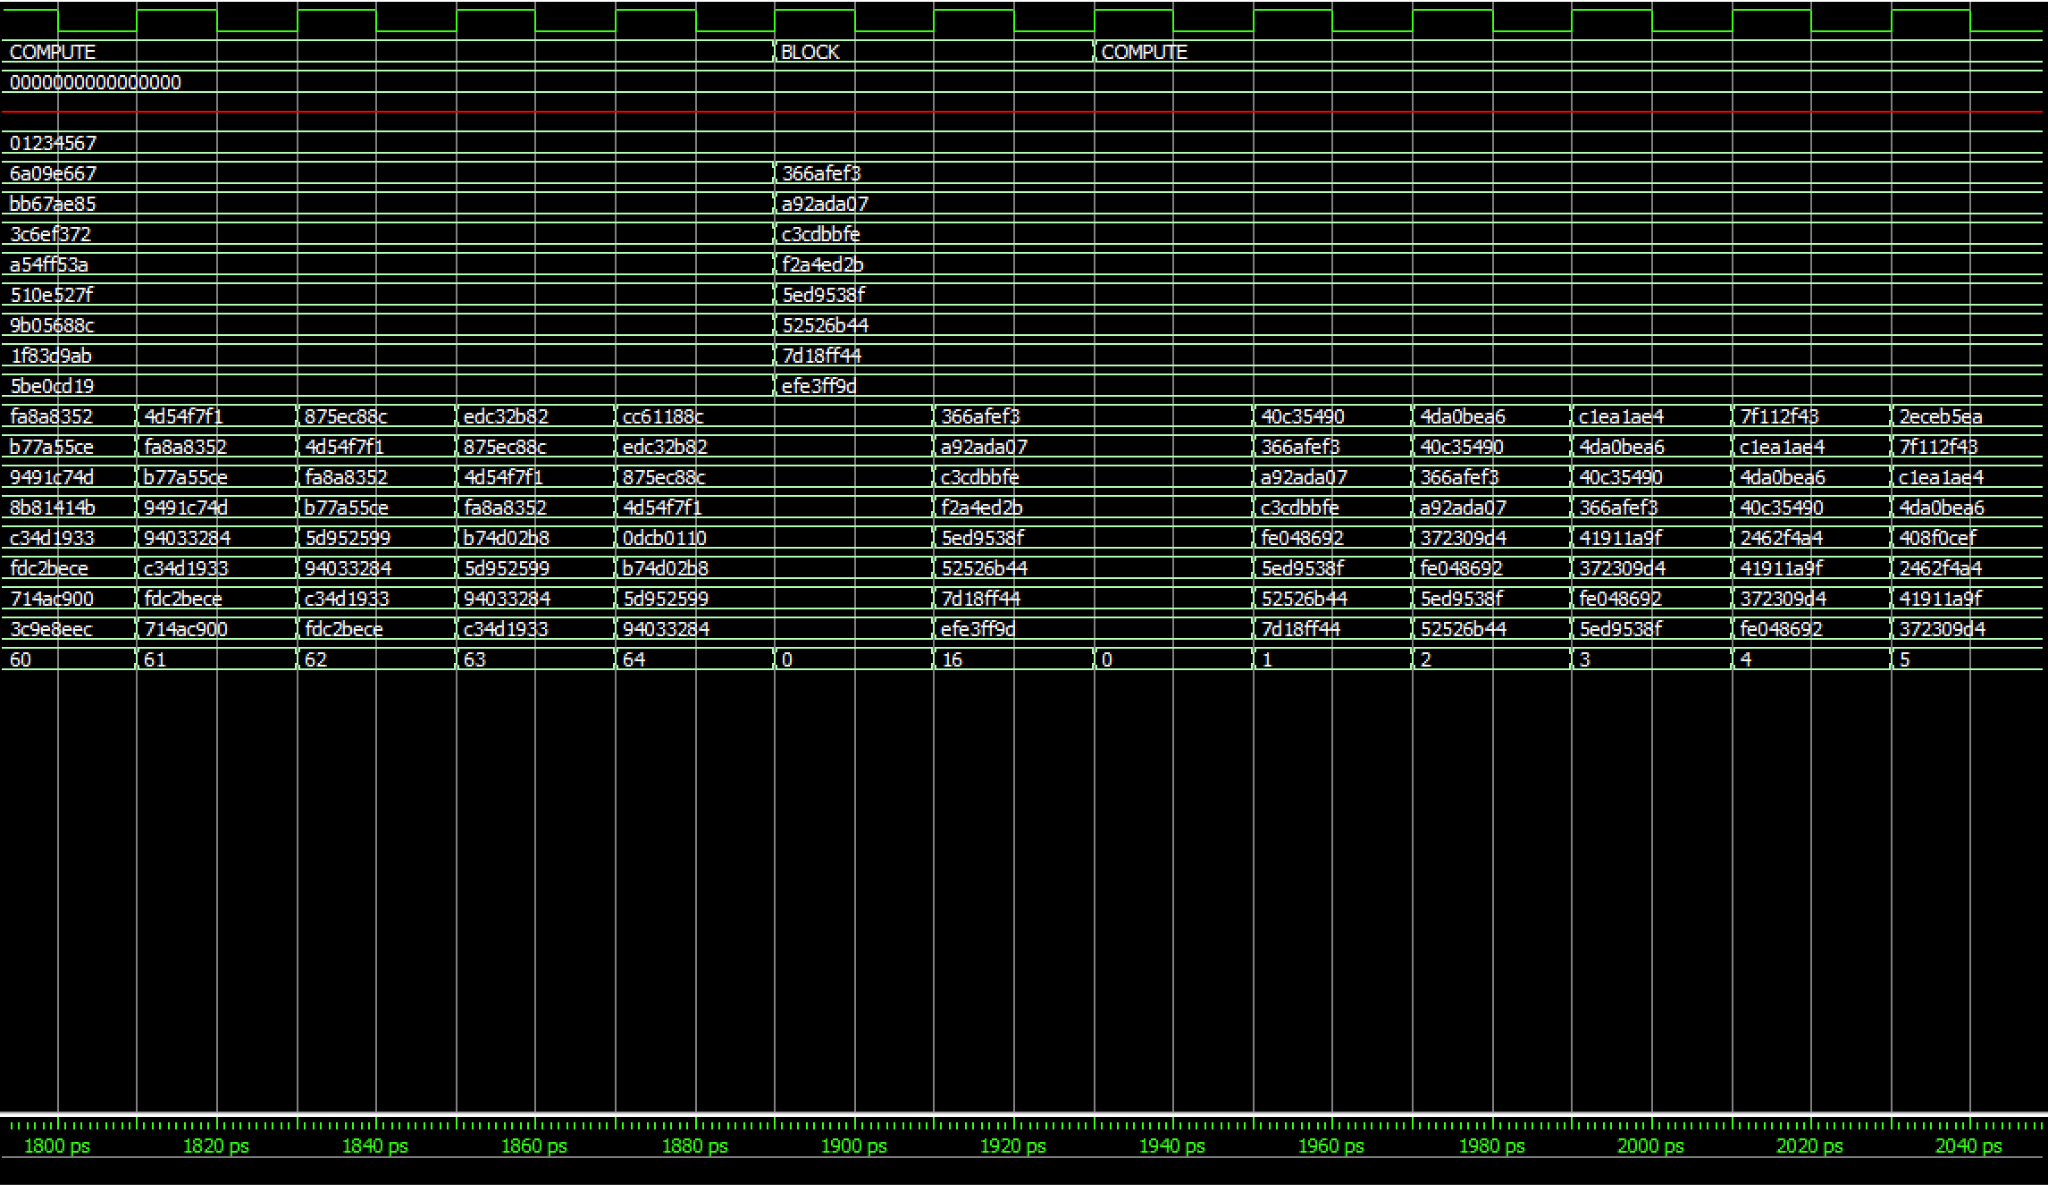 COMPUTE BLOCK COMPUTE
0000000000000000
01234567
6a09e667 366afef3
bb67ae85 a92ada07
3c6ef372 c3cdbbfe
a54ff53a f2a4ed2b
510e527f 5ed9538f
9b05688c 52526b44
1f83d9ab 7d18ff44
5be0cd19 efe3ff9d
fa8a8352 4d54f7f1 875ec88c edc32b82 cc61188c 366afef3 40c35490 4da0bea6 c1ea1ae4 7f112f43 2eceb5ea
b77a55ce fa8a8352 4d54f7f1 875ec88c edc32b82 a92ada07 366afef3 40c35490 4da0bea6 c1ea1ae4 7f112f43
9491c74d b77a55ce fa8a8352 4d54f7f1 875ec88c c3cdbbfe a92ada07 366afef3 40c35490 4da0bea6 c1ea1ae4
8b81414b 9491c74d b77a55ce fa8a8352 4d54f7f1 f2a4ed2b c3cdbbfe a92ada07 366afef3 40c35490 4da0bea6
c34d1933 94033284 5d952599 b74d02b8 0dcb0110 5ed9538f fe048692 372309d4 41911a9f 2462f4a4 408f0cef
fdc2bece c34d1933 94033284 5d952599 b74d02b8 52526b44 5ed9538f fe048692 372309d4 41911a9f 2462f4a4
714ac900 fdc2bece c34d1933 94033284 5d952599 7d18ff44 52526b44 5ed9538f fe048692 372309d4 41911a9f
3c9e8eec 714ac900 fdc2bece c34d1933 94033284 efe3ff9d 7d18ff44 52526b44 5ed9538f fe048692 372309d4
60 61 62 63 64 0 16 0 1 2 3 4 5
1800 ps 1820 ps 1840 ps 1860 ps 1880 ps 1900 ps 1920 ps 1940 ps 1960 ps 1980 ps 2000 ps 2020 ps 2040 ps